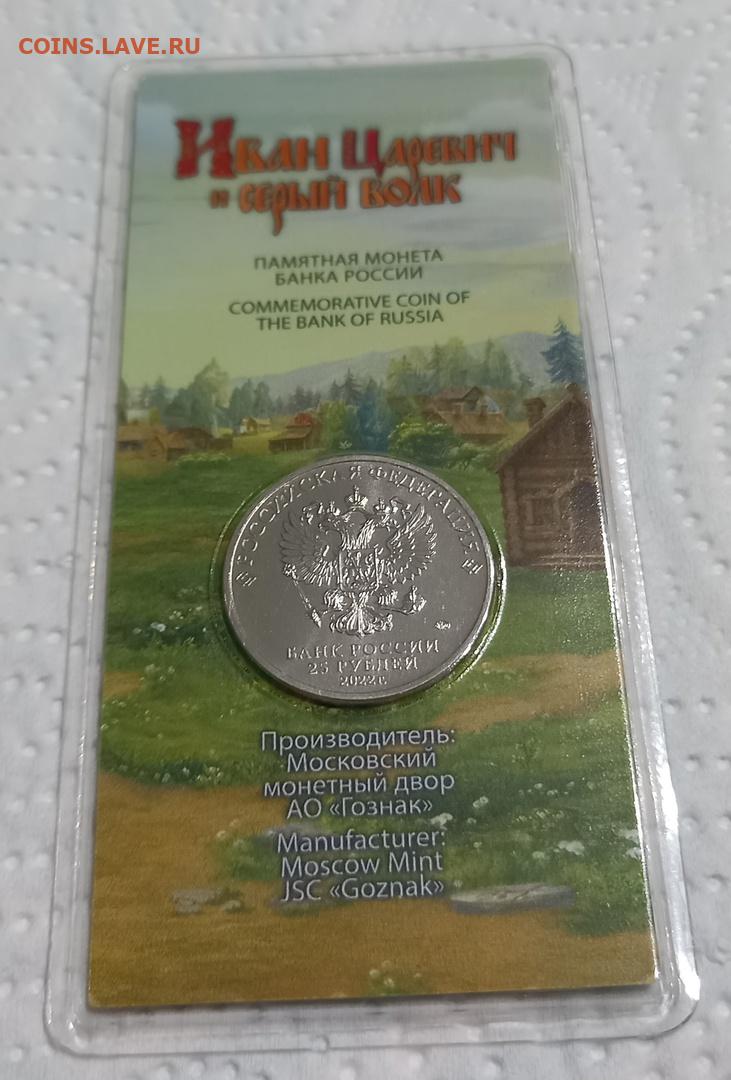 COINS.LAVE.RU
Иван Царевич
и серый волк
ПАМЯТНАЯ МОНЕТА
БАНКА РОССИИ
COMMEMORATIVE COIN OF
THE BANK OF RUSSIA
РОССИЙСКАЯ ФЕДЕРАЦИЯ
БАНК РОССИИ
25 РУБЛЕЙ
2022 г.
Производитель:
Московский
монетный двор
АО «Гознак»
Manufacturer:
Moscow Mint
JSC «Goznak»